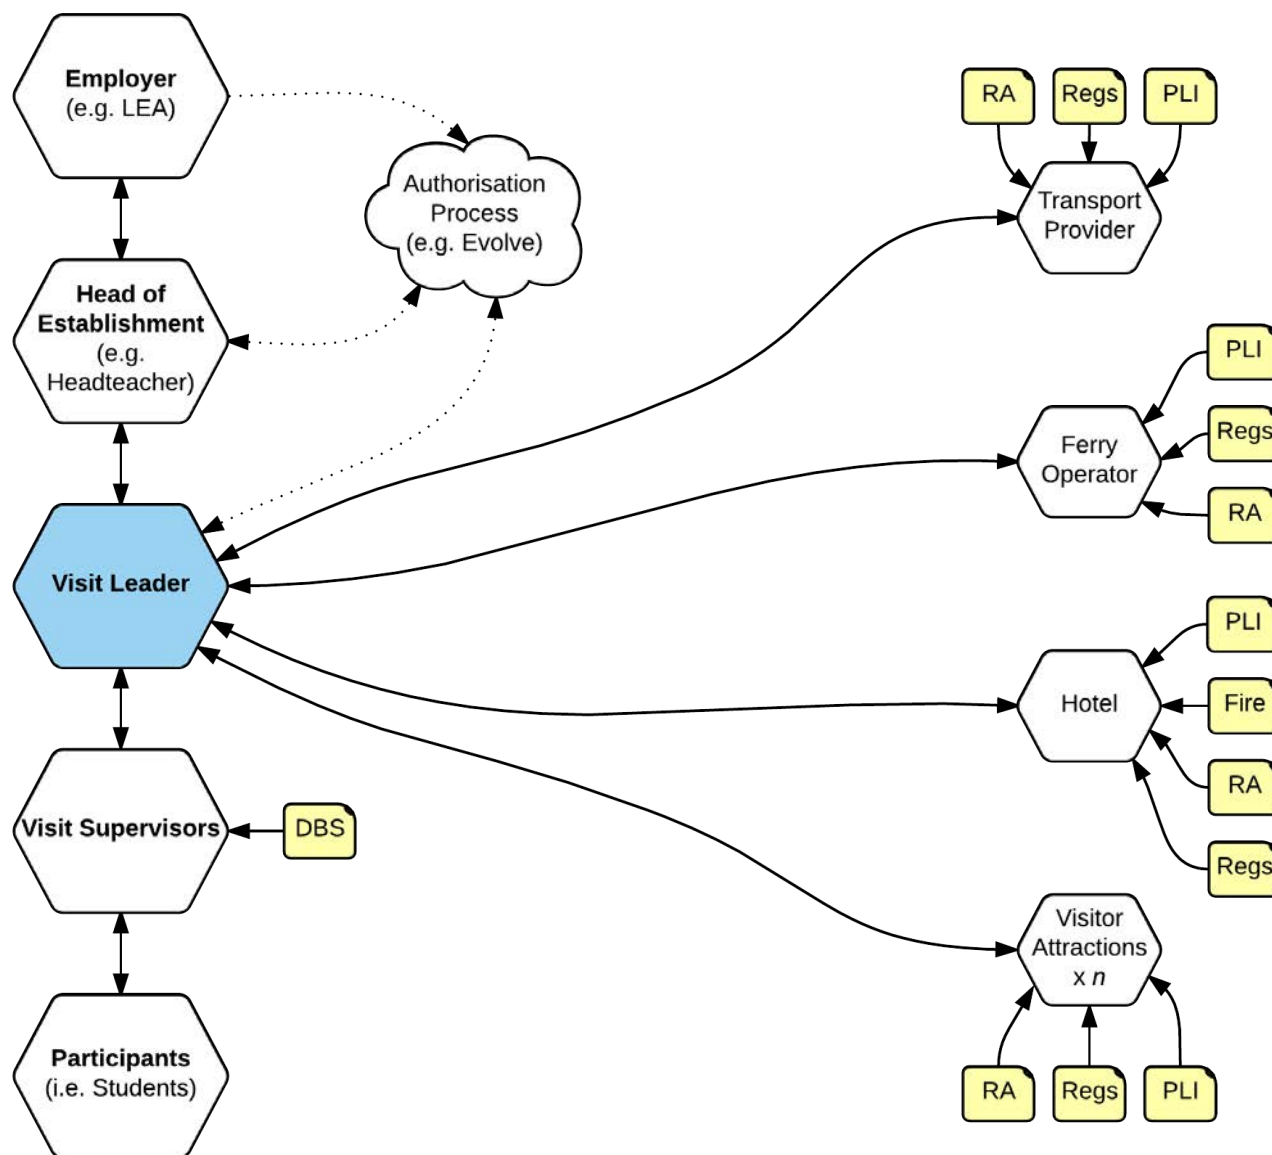 Employer
(e.g. LEA)
Authorisation
Process
(e.g. Evolve)
Head of
Establishment
(e.g.
Headteacher)
Visit Leader
Visit Supervisors
DBS
Participants
(i.e. Students)
RA
Regs
PLI
Transport
Provider
PLI
Ferry
Operator
Regs
RA
PLI
Hotel
Fire
RA
Regs
Visitor
Attractions
x n
RA
Regs
PLI